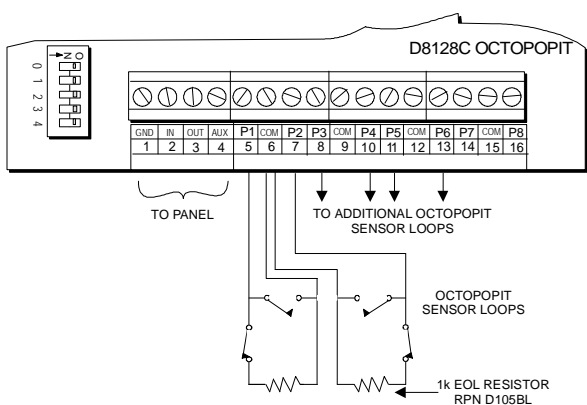 D8128C OCTOPOPIT
O
N
0
1
2
3
4
GND IN OUT AUX P1 COM P2 P3 COM P4 P5 COM P6 P7 COM P8
1 2 3 4 5 6 7 8 9 10 11 12 13 14 15 16
TO PANEL
TO ADDITIONAL OCTOPOPIT
SENSOR LOOPS
OCTOPOPIT
SENSOR LOOPS
1k EOL RESISTOR
RPN D105BL